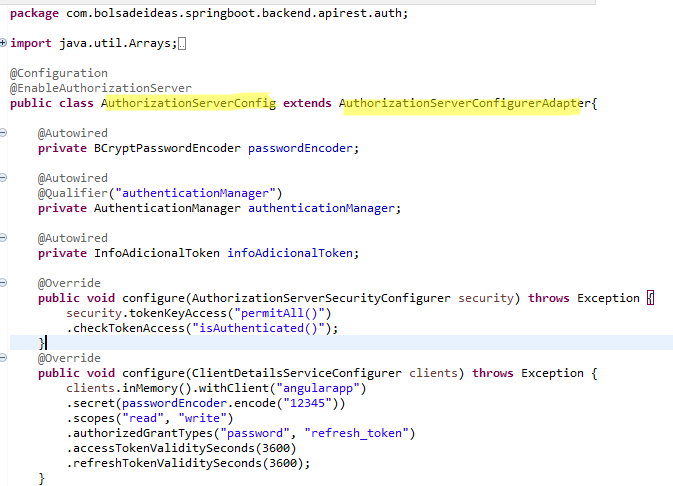 package com.bolsadeideas.springboot.backend.apirest.auth;
import java.util.Arrays;
@Configuration
@EnableAuthorizationServer
public class AuthorizationServerConfig extends AuthorizationServerConfigurerAdapter{
@Autowired
private BCryptPasswordEncoder passwordEncoder;
@Autowired
@Qualifier("authenticationManager")
private AuthenticationManager authenticationManager;
@Autowired
private InfoAdicionalToken infoAdicionalToken;
@Override
public void configure(AuthorizationServerSecurityConfigurer security) throws Exception {
security.tokenKeyAccess("permitAll()")
.checkTokenAccess("isAuthenticated()");
}
@Override
public void configure(ClientDetailsServiceConfigurer clients) throws Exception {
clients.inMemory().withClient("angularapp")
.secret(passwordEncoder.encode("12345"))
.scopes("read", "write")
.authorizedGrantTypes("password", "refresh_token")
.accessTokenValiditySeconds(3600)
.refreshTokenValiditySeconds(3600);
}